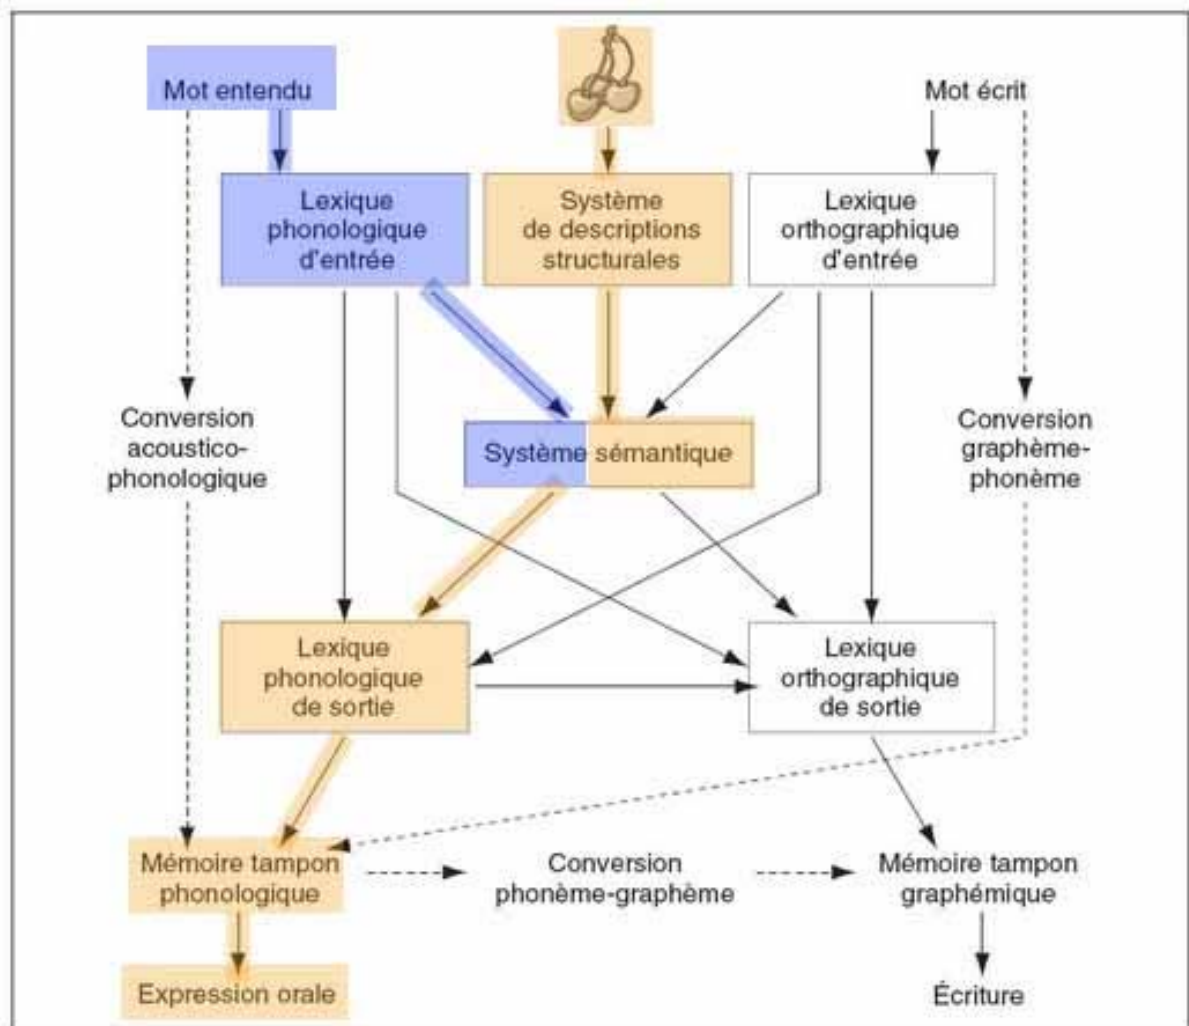 Mot entendu
Mot écrit
Lexique
phonologique
d'entrée
Système
de descriptions
structurales
Lexique
orthographique
d'entrée
Conversion
acoustico-
phonologique
Système sémantique
Conversion
graphème-
phonème
Lexique
phonologique
de sortie
Lexique
orthographique
de sortie
Mémoire tampon
phonologique
Conversion
phonème-graphème
Mémoire tampon
graphémique
Expression orale
Écriture